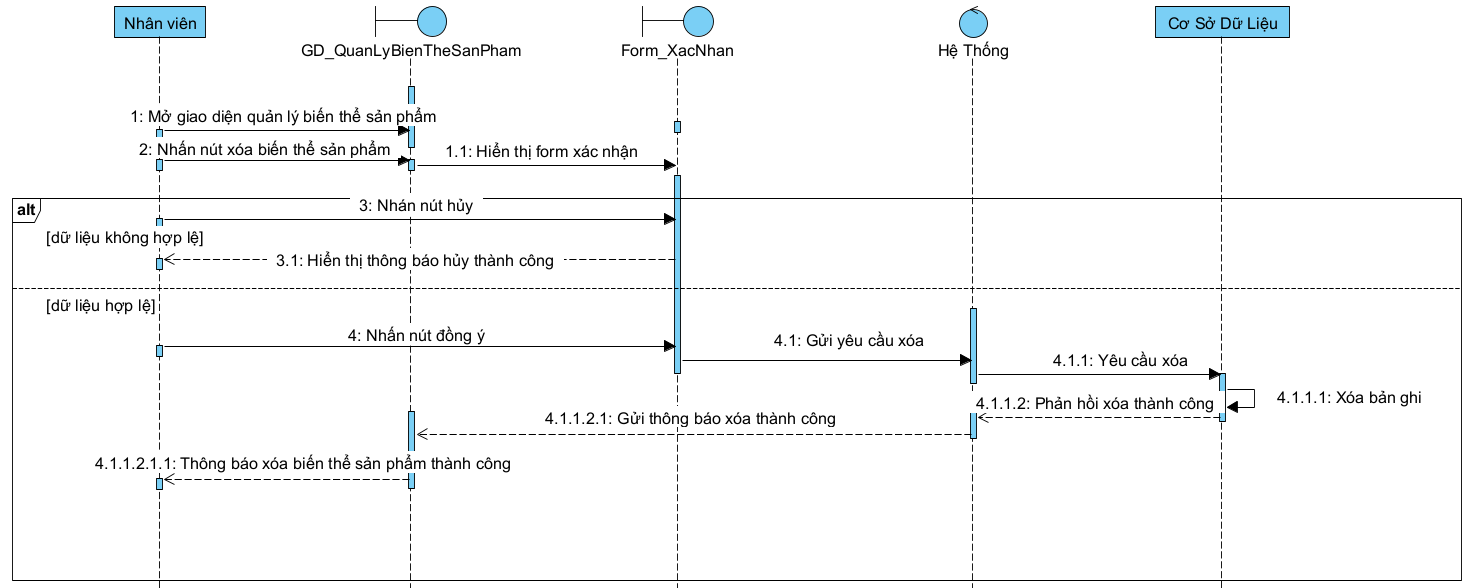 Nhân viên
GD_QuanLyBienTheSanPham
Form_XacNhan
Hệ Thống
Cơ Sở Dữ Liệu
1: Mở giao diện quản lý biến thể sản phẩm
2: Nhấn nút xóa biến thể sản phẩm
1.1: Hiển thị form xác nhận
alt
3: Nhán nút hủy
[dữ liệu không hợp lệ]
3.1: Hiển thị thông báo hủy thành công
[dữ liệu hợp lệ]
4: Nhấn nút đồng ý
4.1: Gửi yêu cầu xóa
4.1.1: Yêu cầu xóa
4.1.1.1: Xóa bản ghi
4.1.1.2: Phản hồi xóa thành công
4.1.1.2.1: Gửi thông báo xóa thành công
4.1.1.2.1.1: Thông báo xóa biến thể sản phẩm thành công